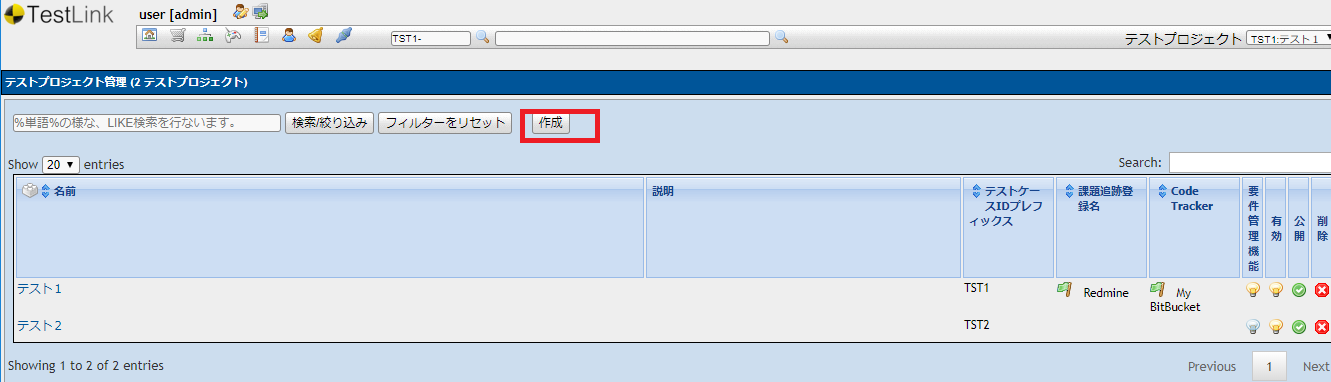 TestLink user [admin]
TST1- テストプロジェクト TST1:テスト1
テストプロジェクト管理 (2 テストプロジェクト)
%単語%の様な、LIKE検索を行ないます。 検索/絞り込み フィルターをリセット 作成
Show 20 entries Search:
名前 説明 テストケースIDプレフィックス 課題追跡登録名 Code Tracker 要件管理機能 有効 公開 削除
テスト1 TST1 Redmine My BitBucket
テスト2 TST2
Showing 1 to 2 of 2 entries Previous 1 Next